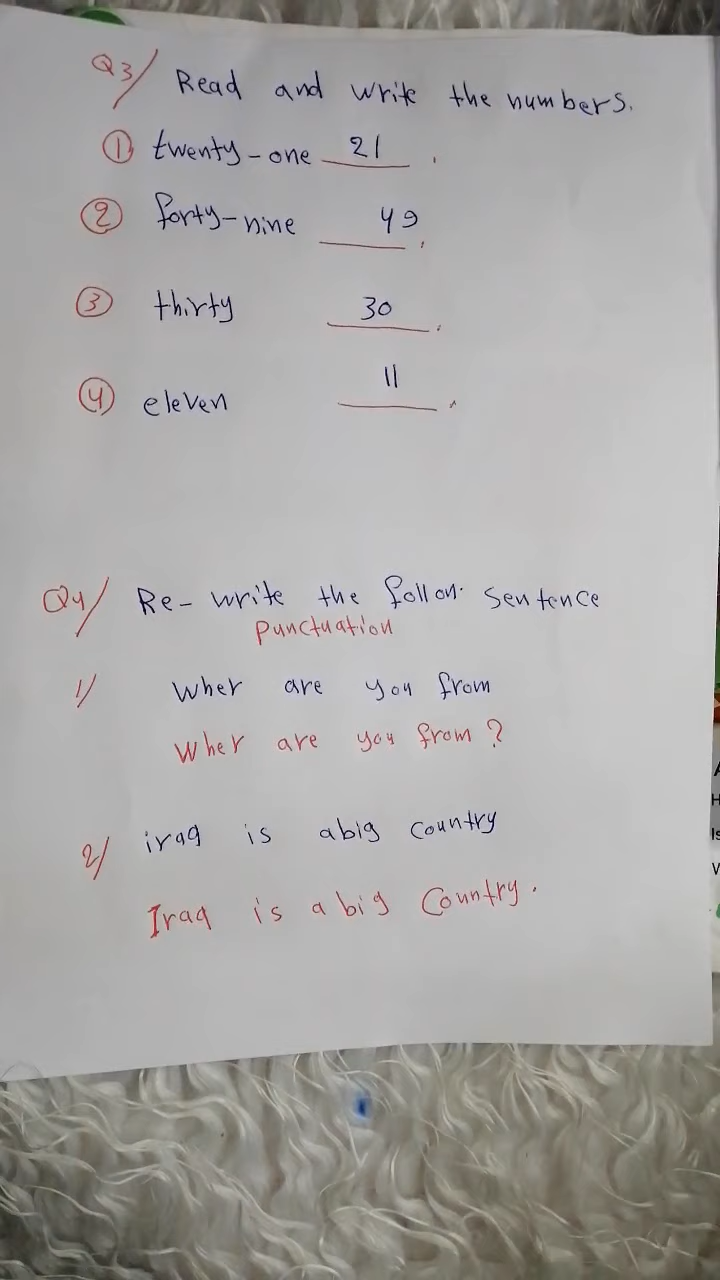 Q3/ Read and write the numbers.
① twenty-one 21 .
② forty-nine 49 .
③ thirty 30 .
④ eleven 11 .
Q4/ Re-write the follon. sentence
Punctuation
1/ Wher are you from
Wher are you from ?
2/ iraq is abig country
Iraq is a big Country.
A
H
Is
V